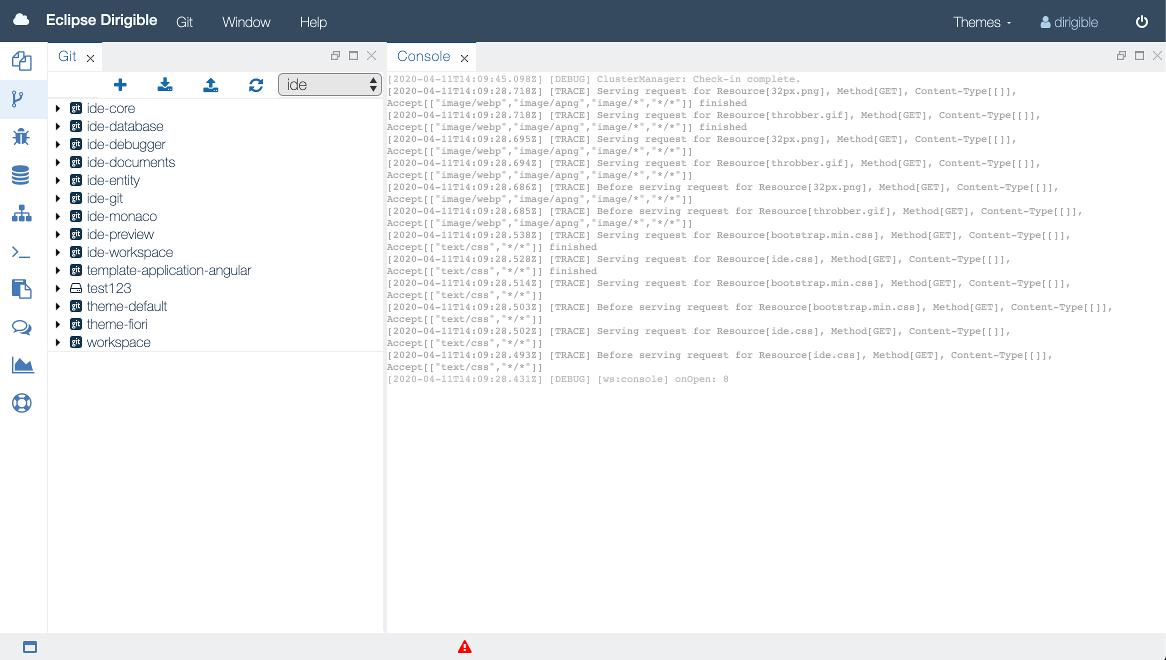 Eclipse Dirigible Git Window Help Themes dirigible
Git
ide
git ide-core
git ide-database
git ide-debugger
git ide-documents
git ide-entity
git ide-git
git ide-monaco
git ide-preview
git ide-workspace
git template-application-angular
test123
git theme-default
git theme-fiori
git workspace
Console
[2020-04-11T14:09:45.098Z] [DEBUG] ClusterManager: Check-in complete.
[2020-04-11T14:09:28.718Z] [TRACE] Serving request for Resource[32px.png], Method[GET], Content-Type[[]],
Accept[["image/webp","image/apng","image/*","*/*"]] finished
[2020-04-11T14:09:28.718Z] [TRACE] Serving request for Resource[throbber.gif], Method[GET], Content-Type[[]],
Accept[["image/webp","image/apng","image/*","*/*"]] finished
[2020-04-11T14:09:28.695Z] [TRACE] Serving request for Resource[32px.png], Method[GET], Content-Type[[]],
Accept[["image/webp","image/apng","image/*","*/*"]]
[2020-04-11T14:09:28.694Z] [TRACE] Serving request for Resource[throbber.gif], Method[GET], Content-Type[[]],
Accept[["image/webp","image/apng","image/*","*/*"]]
[2020-04-11T14:09:28.686Z] [TRACE] Before serving request for Resource[32px.png], Method[GET], Content-Type[[]],
Accept[["image/webp","image/apng","image/*","*/*"]]
[2020-04-11T14:09:28.685Z] [TRACE] Before serving request for Resource[throbber.gif], Method[GET], Content-Type[[]],
Accept[["image/webp","image/apng","image/*","*/*"]]
[2020-04-11T14:09:28.538Z] [TRACE] Serving request for Resource[bootstrap.min.css], Method[GET], Content-Type[[]],
Accept[["text/css","*/*"]] finished
[2020-04-11T14:09:28.528Z] [TRACE] Serving request for Resource[ide.css], Method[GET], Content-Type[[]],
Accept[["text/css","*/*"]] finished
[2020-04-11T14:09:28.514Z] [TRACE] Serving request for Resource[bootstrap.min.css], Method[GET], Content-Type[[]],
Accept[["text/css","*/*"]]
[2020-04-11T14:09:28.503Z] [TRACE] Before serving request for Resource[bootstrap.min.css], Method[GET], Content-Type[[]],
Accept[["text/css","*/*"]]
[2020-04-11T14:09:28.502Z] [TRACE] Serving request for Resource[ide.css], Method[GET], Content-Type[[]],
Accept[["text/css","*/*"]]
[2020-04-11T14:09:28.493Z] [TRACE] Before serving request for Resource[ide.css], Method[GET], Content-Type[[]],
Accept[["text/css","*/*"]]
[2020-04-11T14:09:28.431Z] [DEBUG] [ws:console] onOpen: 8